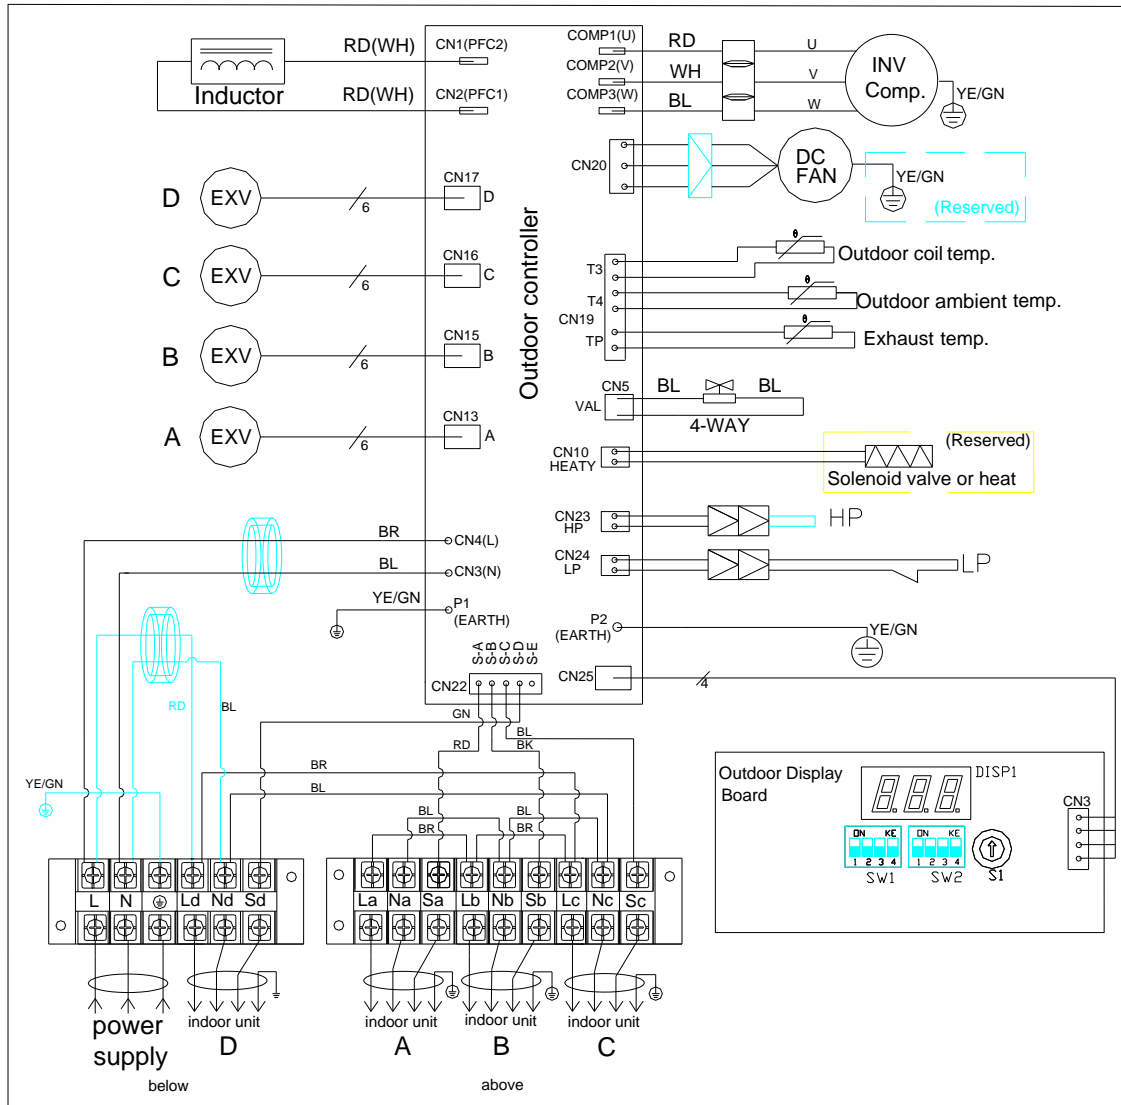 RD(WH)
CN1(PFC2)
Inductor
RD(WH)
CN2(PFC1)
COMP1(U)
RD
U
COMP2(V)
WH
V
COMP3(W)
BL
W
INV
Comp.
YE/GN
CN20
DC
FAN
YE/GN
(Reserved)
D
EXV
6
CN17
D
C
EXV
6
CN16
C
B
EXV
6
CN15
B
A
EXV
6
CN13
A
Outdoor controller
T3
θ
Outdoor coil temp.
T4
θ
Outdoor ambient temp.
CN19
TP
θ
Exhaust temp.
CN5
VAL
BL
BL
4-WAY
CN10
HEATY
(Reserved)
Solenoid valve or heat
CN23
HP
HP
CN24
LP
LP
BR
CN4(L)
BL
CN3(N)
YE/GN
P1
(EARTH)
P2
(EARTH)
YE/GN
S-A
S-B
S-C
S-D
S-E
CN22
CN25
4
RD
BL
GN
RD
BL
BK
BR
BL
YE/GN
BL
BR
BL
BR
L
N
Ld
Nd
Sd
La
Na
Sa
Lb
Nb
Sb
Lc
Nc
Sc
power
supply
indoor unit
D
indoor unit
A
indoor unit
B
indoor unit
C
below
above
Outdoor Display
Board
8.8.8.
DISP1
ON KE
1 2 3 4
SW1
ON KE
1 2 3 4
SW2
S1
CN3